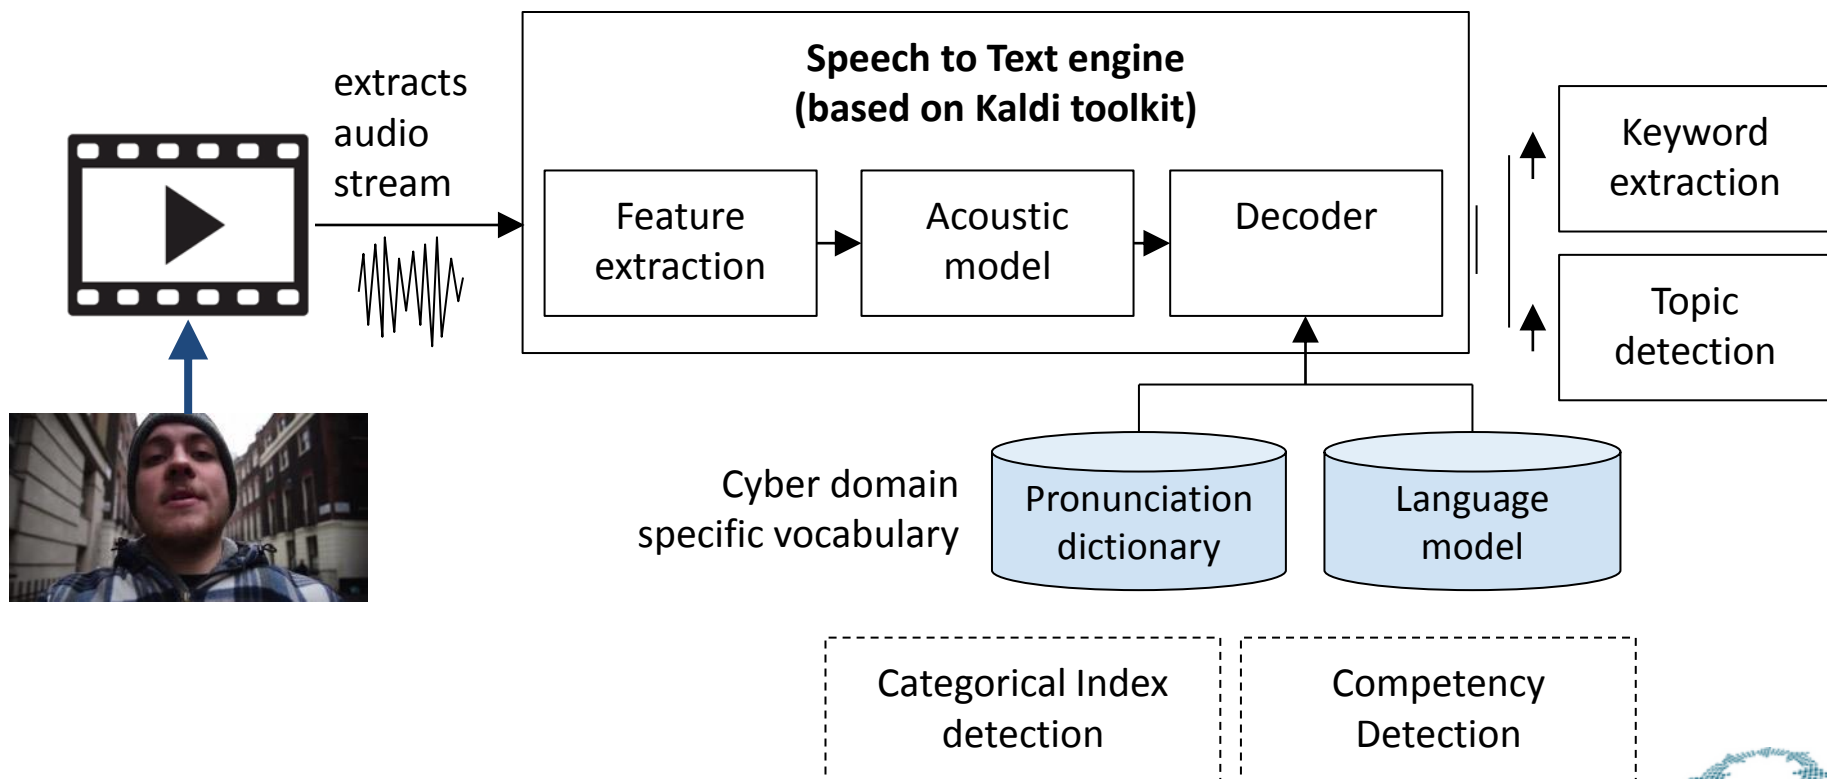 extracts
audio
stream
Speech to Text engine
(based on Kaldi toolkit)
Feature
extraction
Acoustic
model
Decoder
Keyword
extraction
Topic
detection
Cyber domain
specific vocabulary
Pronunciation
dictionary
Language
model
Categorical Index
detection
Competency
Detection